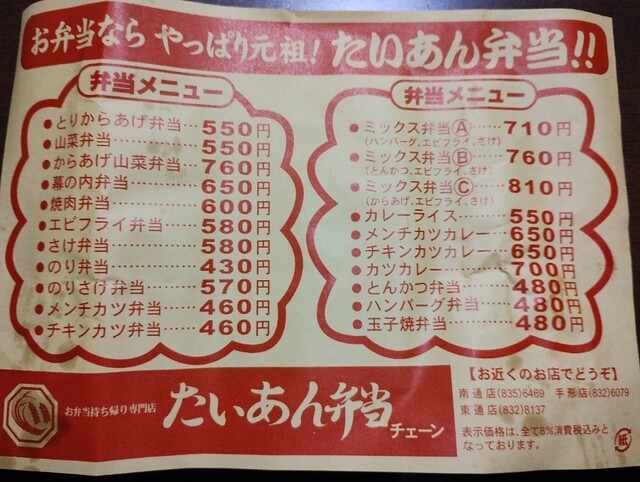 お弁当なら やっぱり元祖! たいあん弁当!!
弁当メニュー
●とりからあげ弁当…550円
●山菜弁当……………550円
●からあげ山菜弁当…760円
●幕の内弁当…………650円
●焼肉弁当……………600円
●エビフライ弁当……580円
●さけ弁当……………580円
●のり弁当……………430円
●のりさけ弁当………570円
●メンチカツ弁当……460円
●チキンカツ弁当……460円
弁当メニュー
●ミックス弁当Ⓐ……710円
(ハンバーグ、エビフライ、さけ)
●ミックス弁当Ⓑ……760円
(とんかつ、エビフライ、さけ)
●ミックス弁当Ⓒ……810円
(からあげ、エビフライ、さけ)
●カレーライス………550円
●メンチカツカレー…650円
●チキンカツカレー…650円
●カツカレー…………700円
●とんかつ弁当………480円
●ハンバーグ弁当……480円
●玉子焼弁当…………480円
お弁当持ち帰り専門店
たいあん弁当
チェーン
【お近くのお店でどうぞ】
南通店(835)6469 手形店(832)6079
東通店(832)8137
表示価格は、全て8%消費税込みと
なっております。
紙